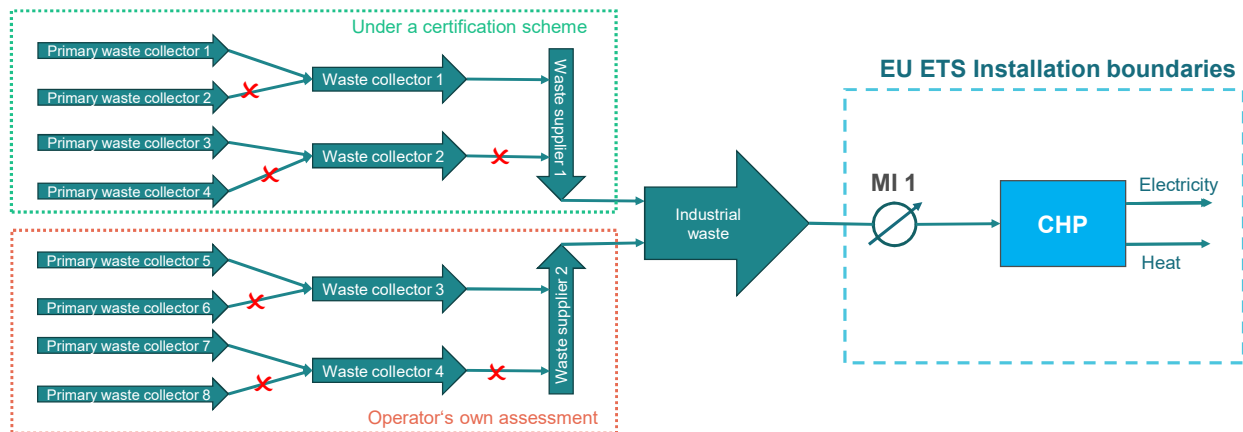 Under a certification scheme
Primary waste collector 1
Primary waste collector 2
Primary waste collector 3
Primary waste collector 4
Waste collector 1
Waste collector 2
Waste supplier 1
Primary waste collector 5
Primary waste collector 6
Primary waste collector 7
Primary waste collector 8
Waste collector 3
Waste collector 4
Waste supplier 2
Operator‘s own assessment
Industrial
waste
EU ETS Installation boundaries
MI 1
CHP
Electricity
Heat